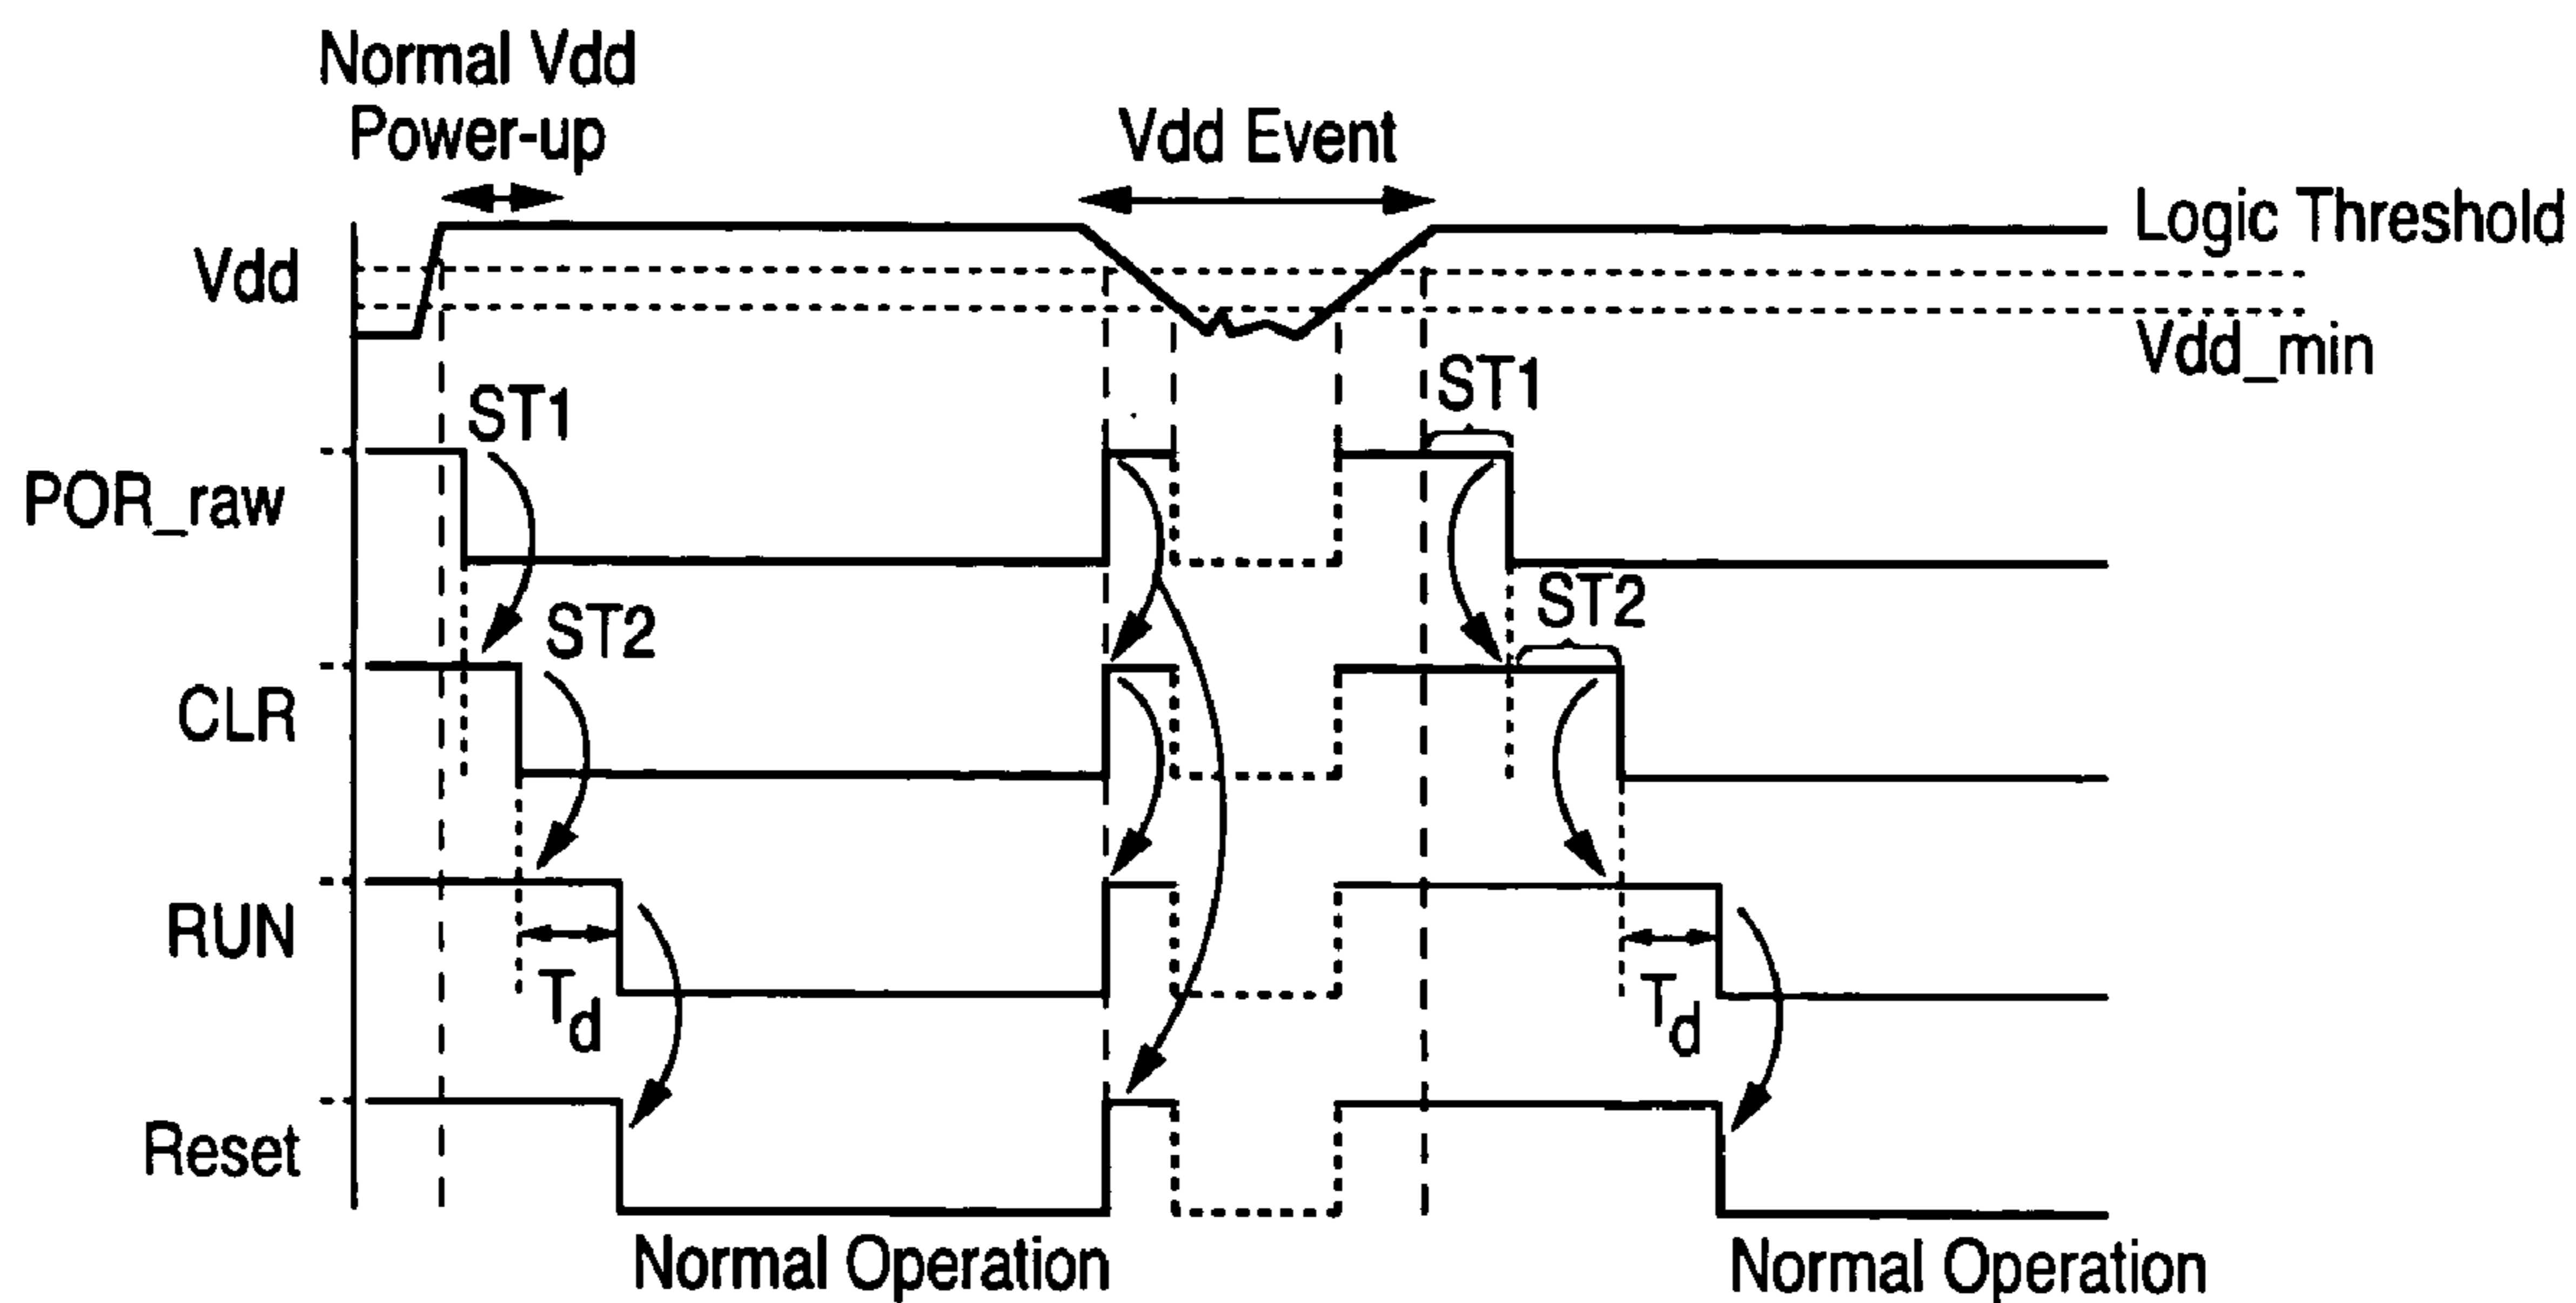 Normal Vdd
Power-up
Vdd Event
Logic Threshold
Vdd
Vdd_min
ST1
ST1
POR_raw
ST2
ST2
CLR
RUN
Td
Td
Reset
Normal Operation
Normal Operation